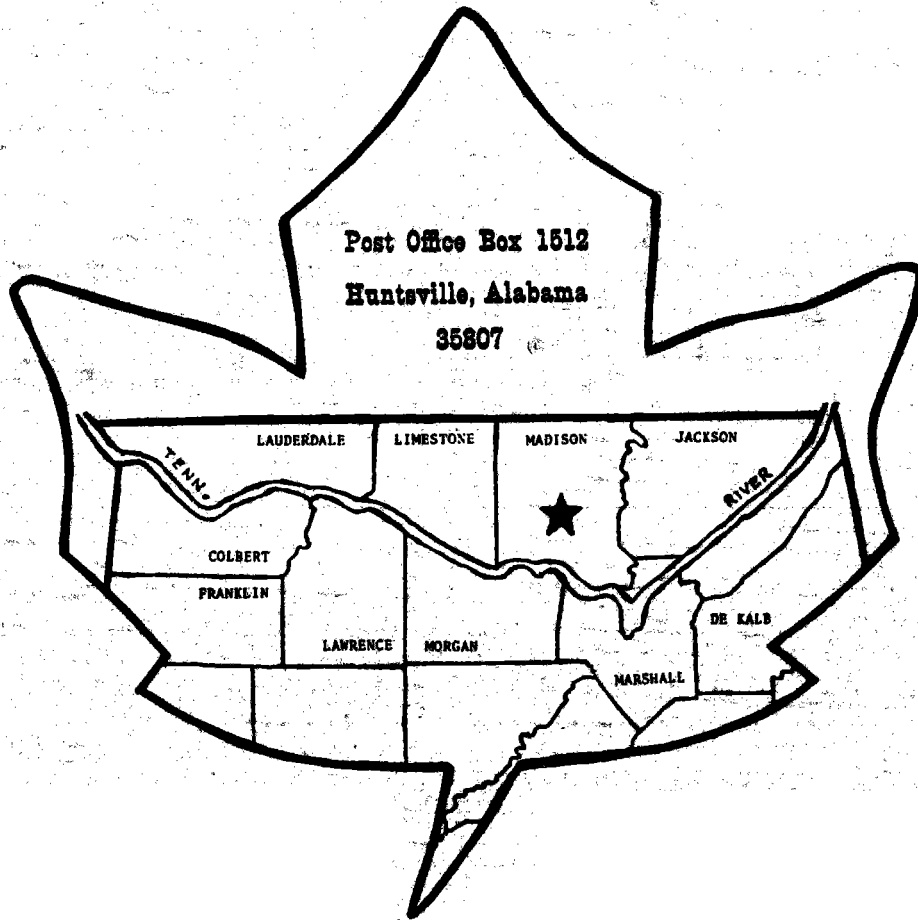 Post Office Box 1512
Huntsville, Alabama
35807
LAUDERDALE LIMESTONE MADISON JACKSON
TENN. RIVER
COLBERT
FRANKLIN
DE KALB
LAWRENCE MORGAN
MARSHALL